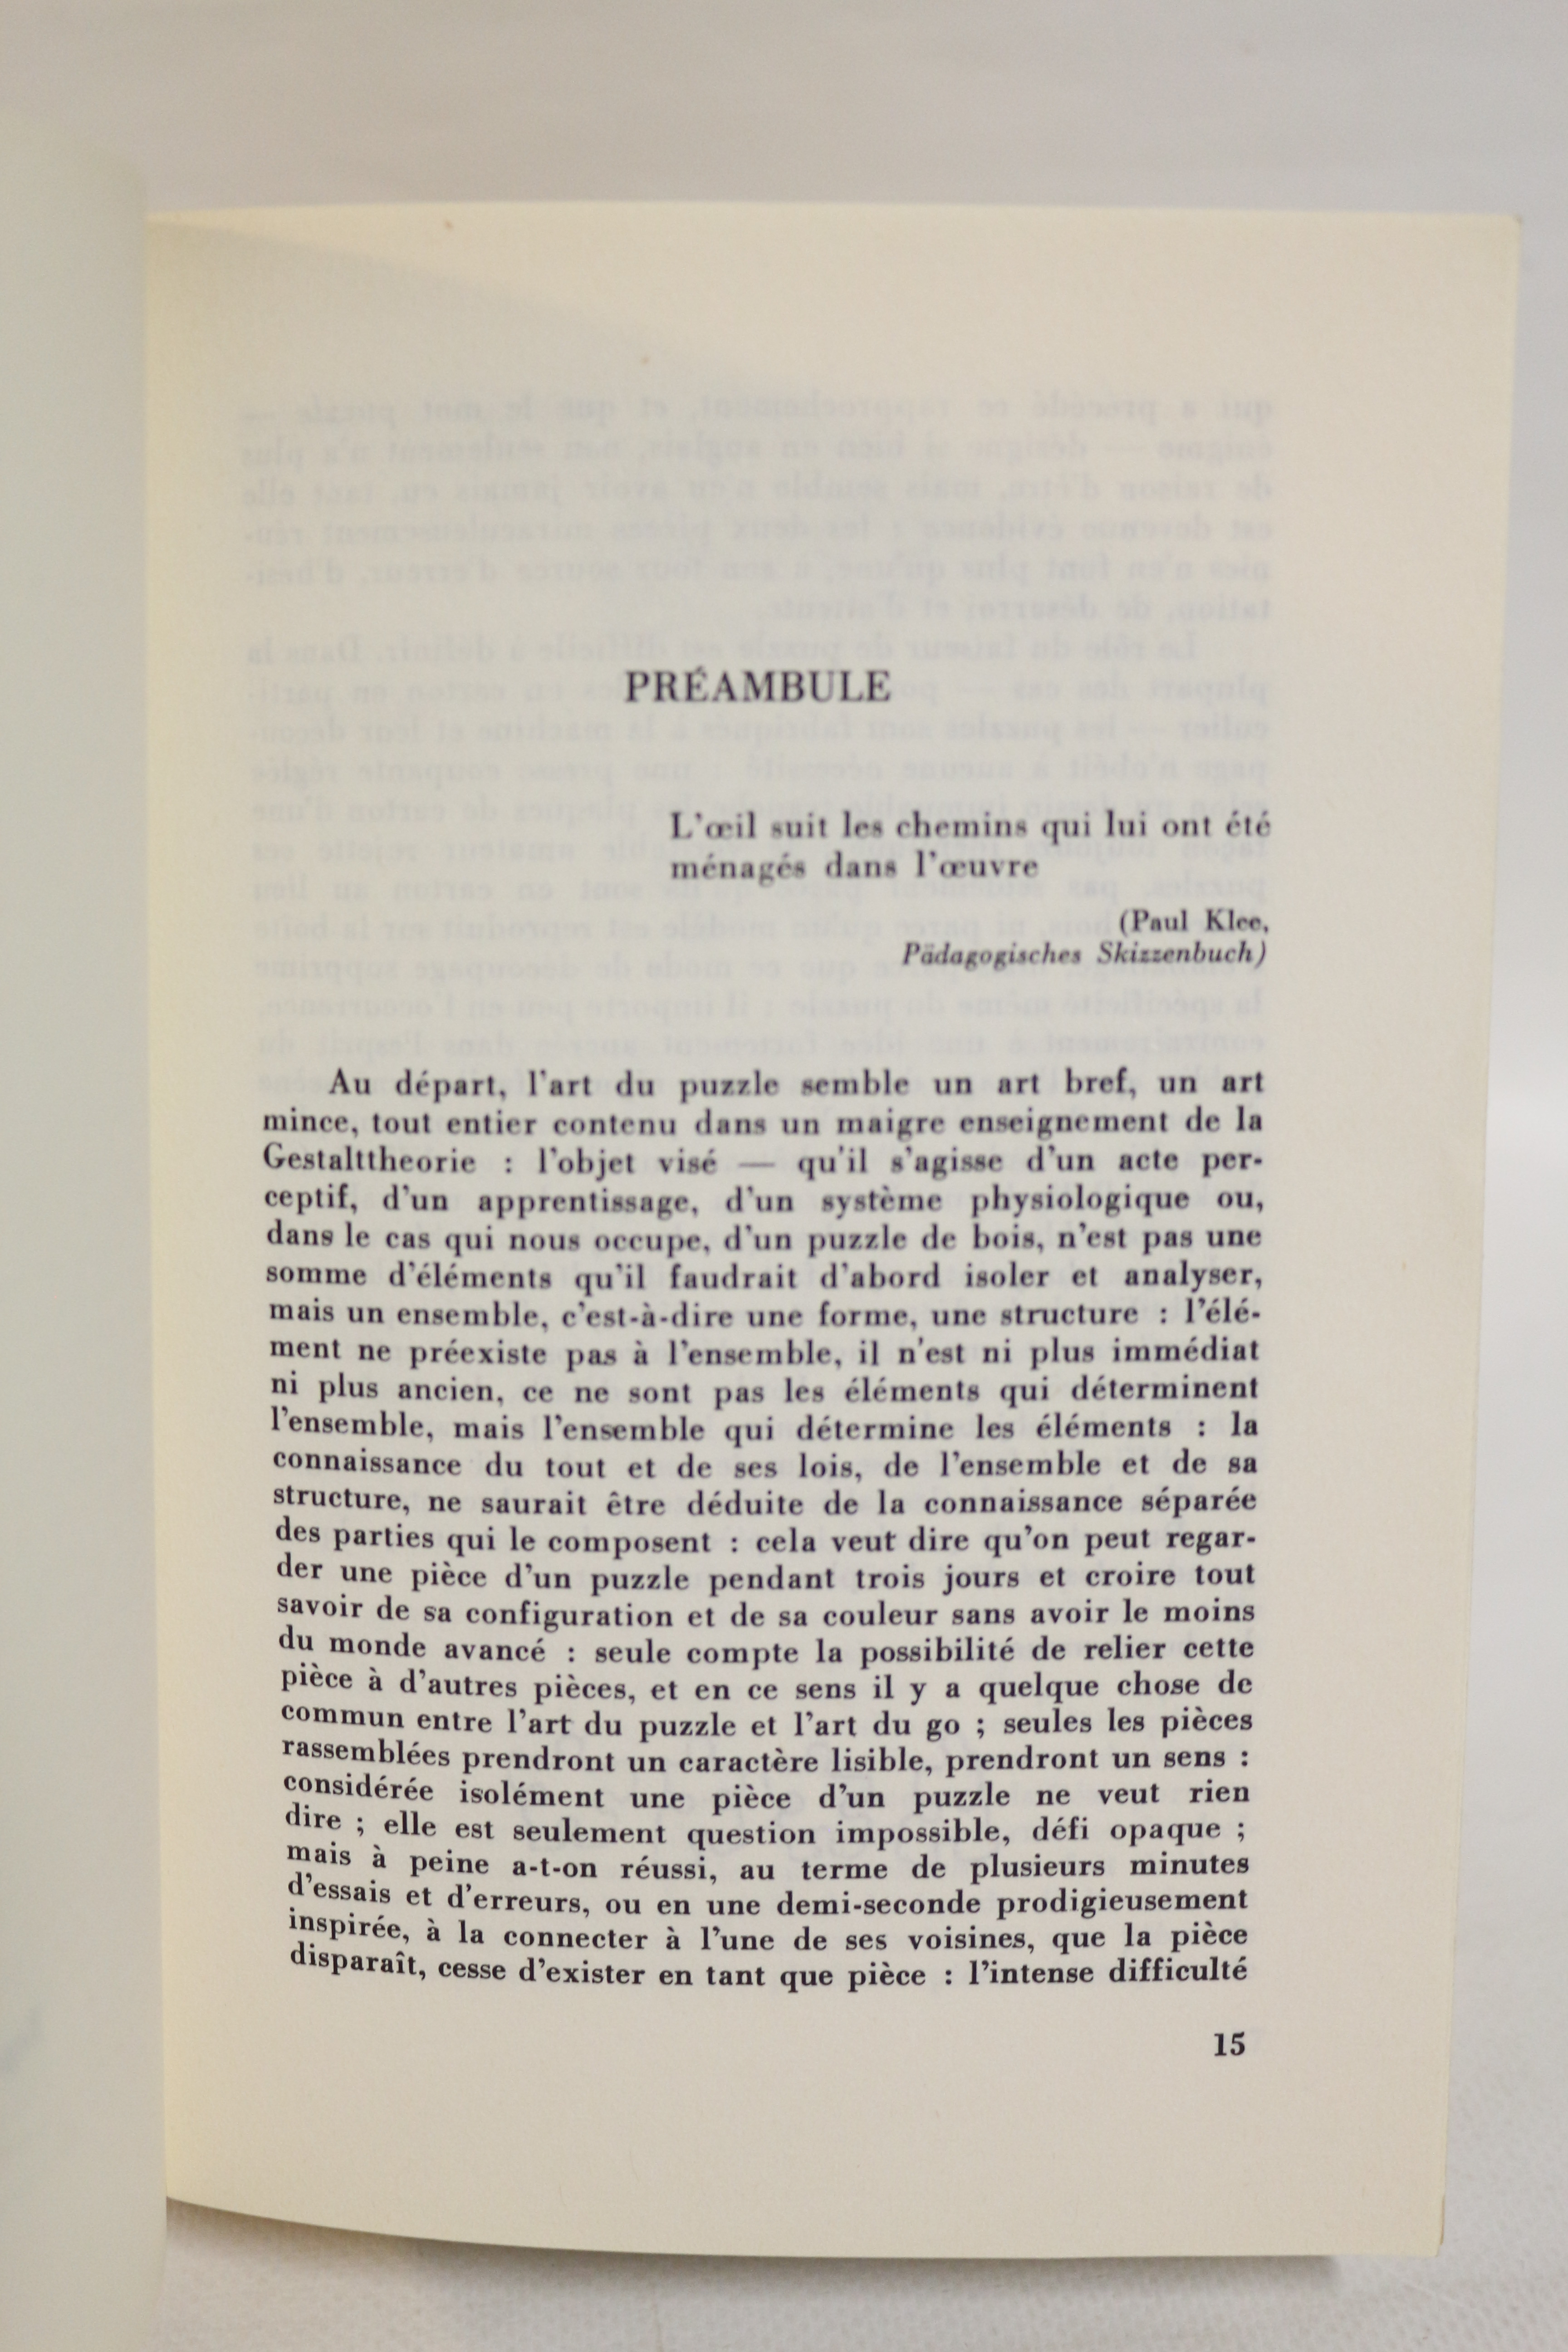 PRÉAMBULE
L'œil suit les chemins qui lui ont été
ménagés dans l'œuvre
(Paul Klee,
Pädagogisches Skizzenbuch)
Au départ, l'art du puzzle semble un art bref, un art
mince, tout entier contenu dans un maigre enseignement de la
Gestalttheorie : l'objet visé — qu'il s'agisse d'un acte per-
ceptif, d'un apprentissage, d'un système physiologique ou,
dans le cas qui nous occupe, d'un puzzle de bois, n'est pas une
somme d'éléments qu'il faudrait d'abord isoler et analyser,
mais un ensemble, c'est-à-dire une forme, une structure : l'élé-
ment ne préexiste pas à l'ensemble, il n'est ni plus immédiat
ni plus ancien, ce ne sont pas les éléments qui déterminent
l'ensemble, mais l'ensemble qui détermine les éléments : la
connaissance du tout et de ses lois, de l'ensemble et de sa
structure, ne saurait être déduite de la connaissance séparée
des parties qui le composent : cela veut dire qu'on peut regar-
der une pièce d'un puzzle pendant trois jours et croire tout
savoir de sa configuration et de sa couleur sans avoir le moins
du monde avancé : seule compte la possibilité de relier cette
pièce à d'autres pièces, et en ce sens il y a quelque chose de
commun entre l'art du puzzle et l'art du go ; seules les pièces
rassemblées prendront un caractère lisible, prendront un sens :
considérée isolément une pièce d'un puzzle ne veut rien
dire ; elle est seulement question impossible, défi opaque ;
mais à peine a-t-on réussi, au terme de plusieurs minutes
d'essais et d'erreurs, ou en une demi-seconde prodigieusement
inspirée, à la connecter à l'une de ses voisines, que la pièce
disparaît, cesse d'exister en tant que pièce : l'intense difficulté
15